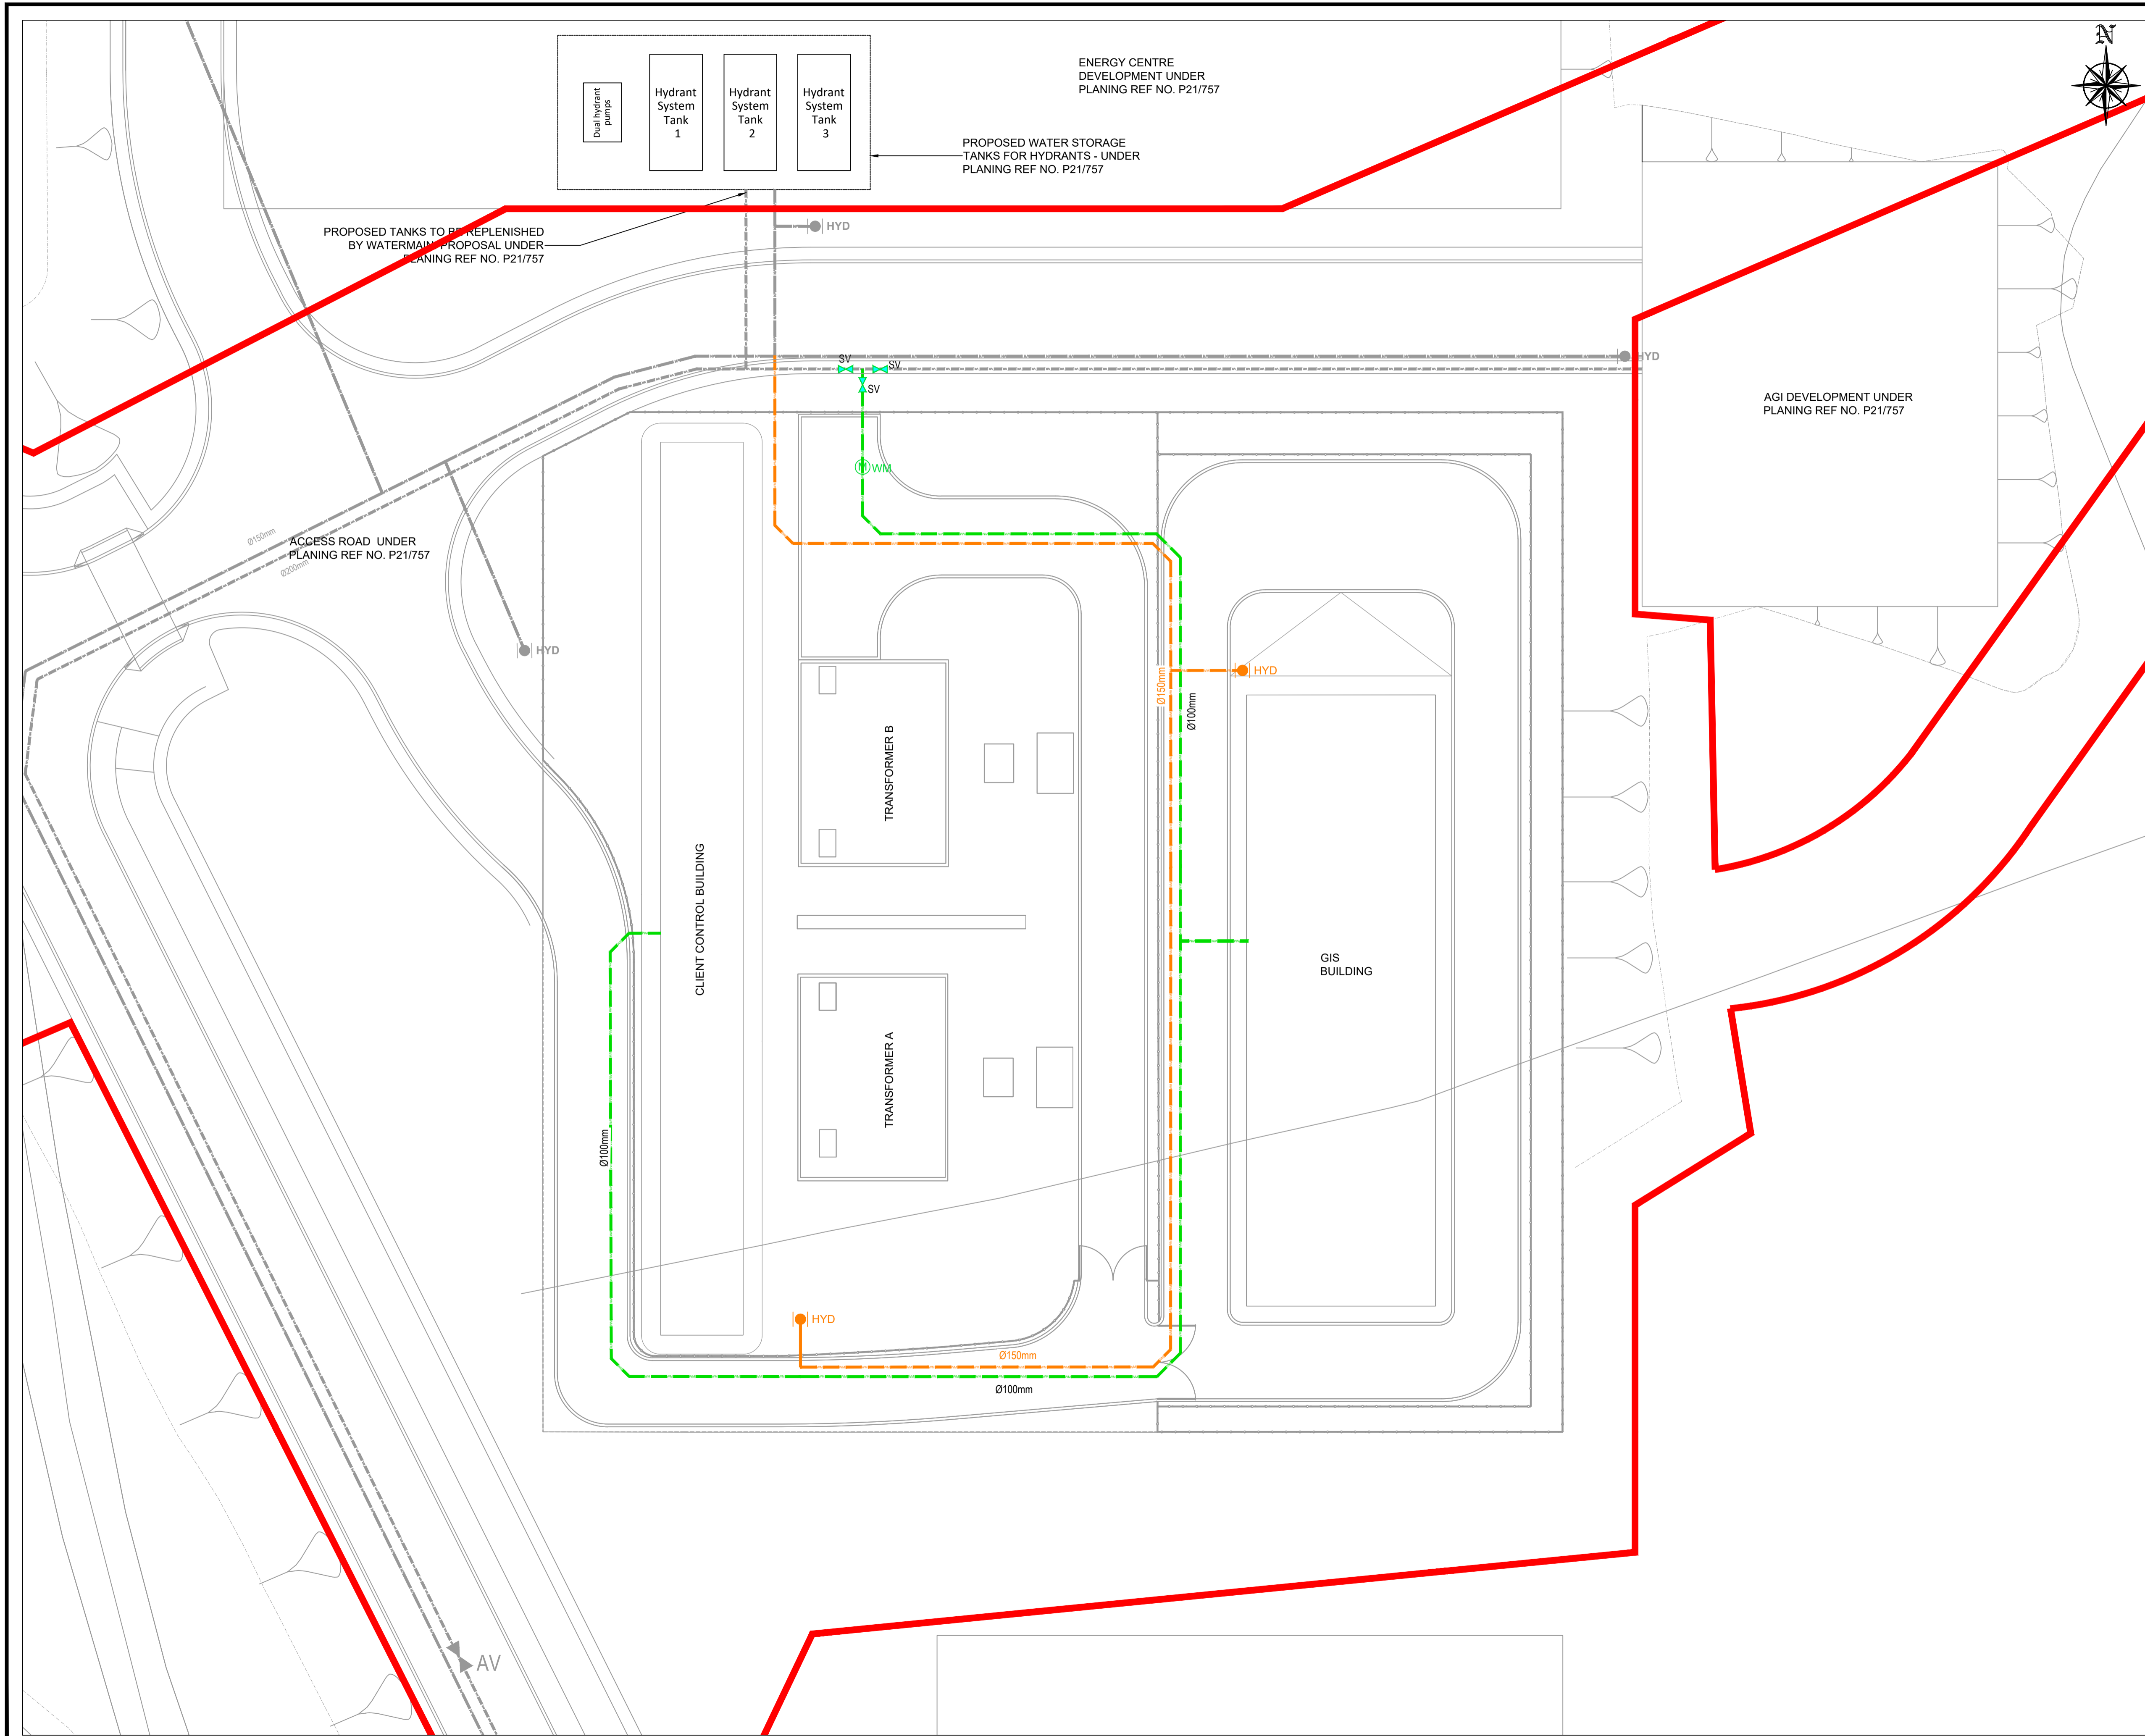 N
ENERGY CENTRE
DEVELOPMENT UNDER
PLANING REF NO. P21/757
Dual hydrant
pumps
Hydrant
System
Tank
1
Hydrant
System
Tank
2
Hydrant
System
Tank
3
PROPOSED WATER STORAGE
TANKS FOR HYDRANTS - UNDER
PLANING REF NO. P21/757
PROPOSED TANKS TO BE REPLENISHED
BY WATERMAIN PROPOSAL UNDER
PLANING REF NO. P21/757
HYD
SV
SV
SV
HYD
AGI DEVELOPMENT UNDER
PLANING REF NO. P21/757
M WM
Ø150mm
ACCESS ROAD UNDER
PLANING REF NO. P21/757
Ø200mm
HYD
HYD
Ø150mm
Ø100mm
TRANSFORMER B
CLIENT CONTROL BUILDING
GIS
BUILDING
TRANSFORMER A
Ø100mm
HYD
Ø150mm
Ø100mm
AV